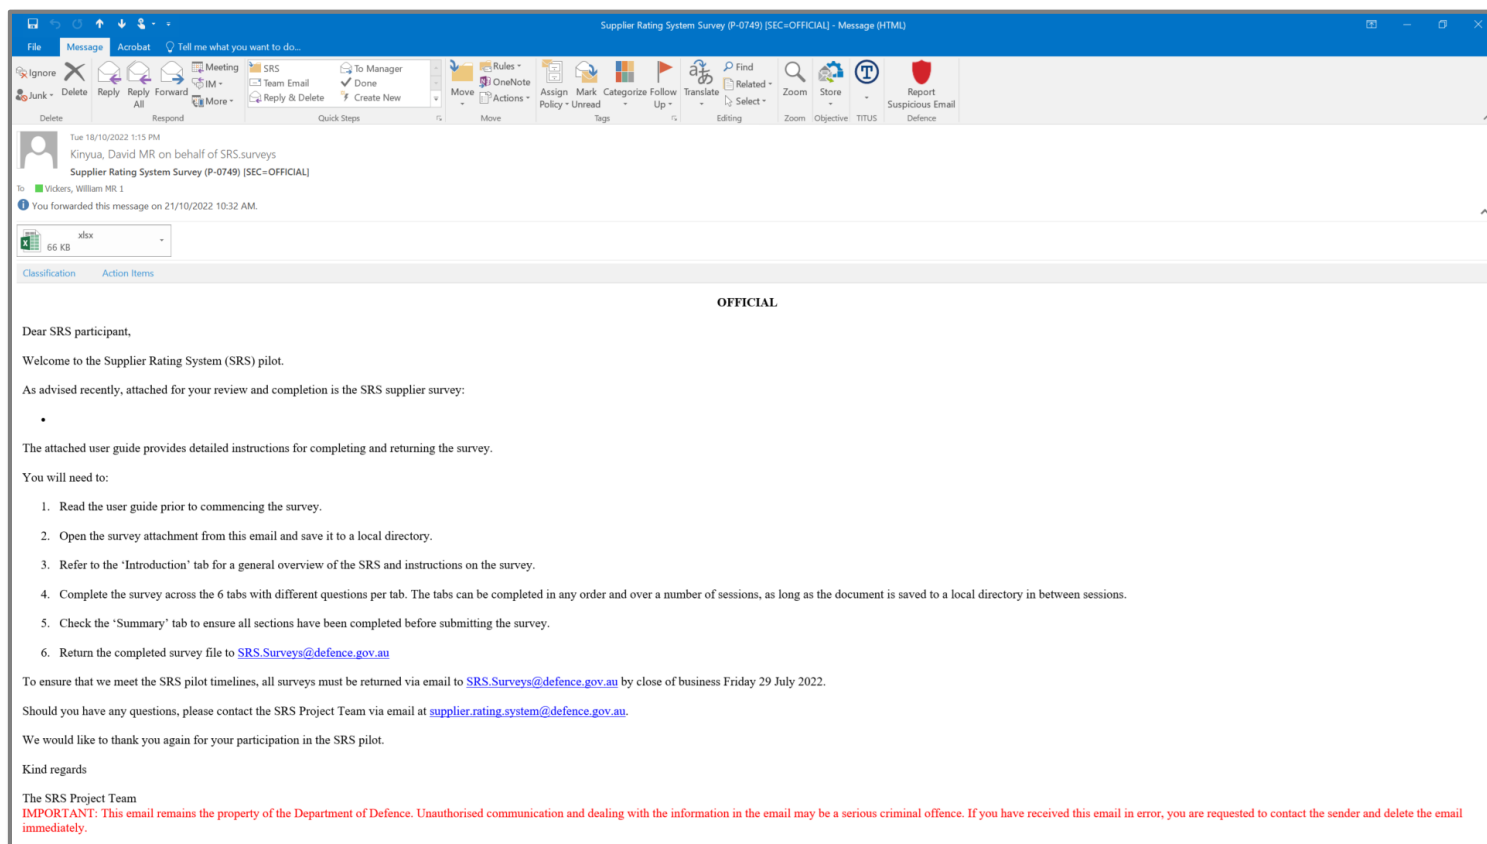 Supplier Rating System Survey (P-0749) [SEC=OFFICIAL] - Message (HTML)
File Message Acrobat Tell me what you want to do...
Ignore
Junk
Delete
Reply
Reply All
Forward
Meeting
IM
More
SRS
Team Email
Reply & Delete
To Manager
Done
Create New
Move
Rules
OneNote
Actions
Assign Policy
Mark Unread
Categorize
Follow Up
Translate
Find
Related
Select
Zoom
Store
Report Suspicious Email
Delete Respond Quick Steps Move Tags Editing Zoom Objective TITUS Defence
Tue 18/10/2022 1:15 PM
Kinyua, David MR on behalf of SRS.surveys
Supplier Rating System Survey (P-0749) [SEC=OFFICIAL]
To Vickers, William MR 1
You forwarded this message on 21/10/2022 10:32 AM.
xlsx
66 KB
Classification Action Items
OFFICIAL
Dear SRS participant,
Welcome to the Supplier Rating System (SRS) pilot.
As advised recently, attached for your review and completion is the SRS supplier survey:
•
The attached user guide provides detailed instructions for completing and returning the survey.
You will need to:
1. Read the user guide prior to commencing the survey.
2. Open the survey attachment from this email and save it to a local directory.
3. Refer to the ‘Introduction’ tab for a general overview of the SRS and instructions on the survey.
4. Complete the survey across the 6 tabs with different questions per tab. The tabs can be completed in any order and over a number of sessions, as long as the document is saved to a local directory in between sessions.
5. Check the ‘Summary’ tab to ensure all sections have been completed before submitting the survey.
6. Return the completed survey file to SRS.Surveys@defence.gov.au
To ensure that we meet the SRS pilot timelines, all surveys must be returned via email to SRS.Surveys@defence.gov.au by close of business Friday 29 July 2022.
Should you have any questions, please contact the SRS Project Team via email at supplier.rating.system@defence.gov.au.
We would like to thank you again for your participation in the SRS pilot.
Kind regards
The SRS Project Team
IMPORTANT: This email remains the property of the Department of Defence. Unauthorised communication and dealing with the information in the email may be a serious criminal offence. If you have received this email in error, you are requested to contact the sender and delete the email
immediately.